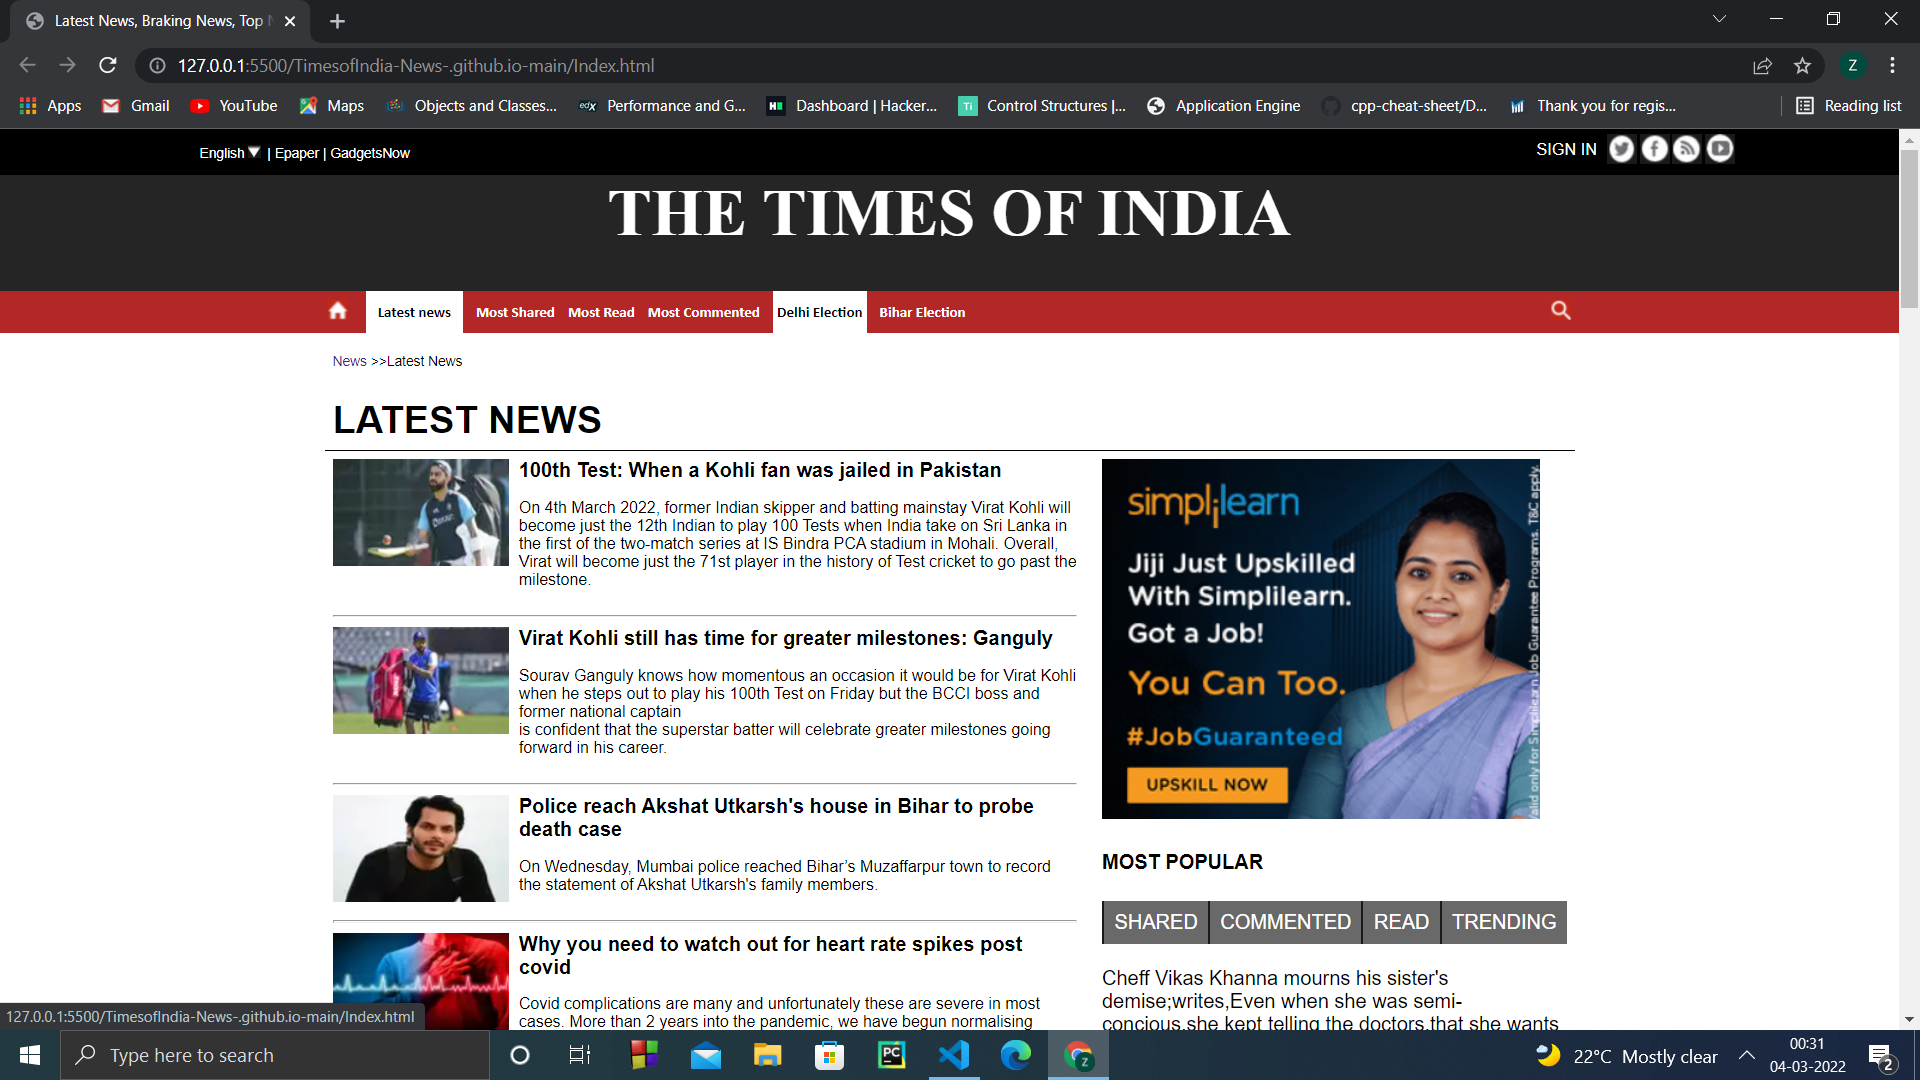 Latest News, Braking News, Top N
127.0.0.1:5500/TimesofIndia-News-.github.io-main/Index.html
Z
Apps
Gmail
YouTube
Maps
Objects and Classes...
edX
Performance and G...
Dashboard | Hacker...
Ti
Control Structures |...
Application Engine
cpp-cheat-sheet/D...
Thank you for regis...
Reading list
English | Epaper | GadgetsNow
SIGN IN
THE TIMES OF INDIA
Latest news
Most Shared
Most Read
Most Commented
Delhi Election
Bihar Election
News >>Latest News
LATEST NEWS
100th Test: When a Kohli fan was jailed in Pakistan
On 4th March 2022, former Indian skipper and batting mainstay Virat Kohli will
become just the 12th Indian to play 100 Tests when India take on Sri Lanka in
the first of the two-match series at IS Bindra PCA stadium in Mohali. Overall,
Virat will become just the 71st player in the history of Test cricket to go past the
milestone.
Virat Kohli still has time for greater milestones: Ganguly
Sourav Ganguly knows how momentous an occasion it would be for Virat Kohli
when he steps out to play his 100th Test on Friday but the BCCI boss and
former national captain
is confident that the superstar batter will celebrate greater milestones going
forward in his career.
Police reach Akshat Utkarsh's house in Bihar to probe
death case
On Wednesday, Mumbai police reached Bihar’s Muzaffarpur town to record
the statement of Akshat Utkarsh's family members.
Why you need to watch out for heart rate spikes post
covid
Covid complications are many and unfortunately these are severe in most
cases. More than 2 years into the pandemic, we have begun normalising
simplilearn
Jiji Just Upskilled
With Simplilearn.
Got a Job!
You Can Too.
#JobGuaranteed
UPSKILL NOW
Valid only for Simplilearn Job Guarantee Programs. T&C apply.
MOST POPULAR
SHARED
COMMENTED
READ
TRENDING
Cheff Vikas Khanna mourns his sister's
demise;writes,Even when she was semi-
concious,she kept telling the doctors,that she wants
127.0.0.1:5500/TimesofIndia-News-.github.io-main/Index.html
Type here to search
PC
Z
22°C Mostly clear
00:31
04-03-2022
2